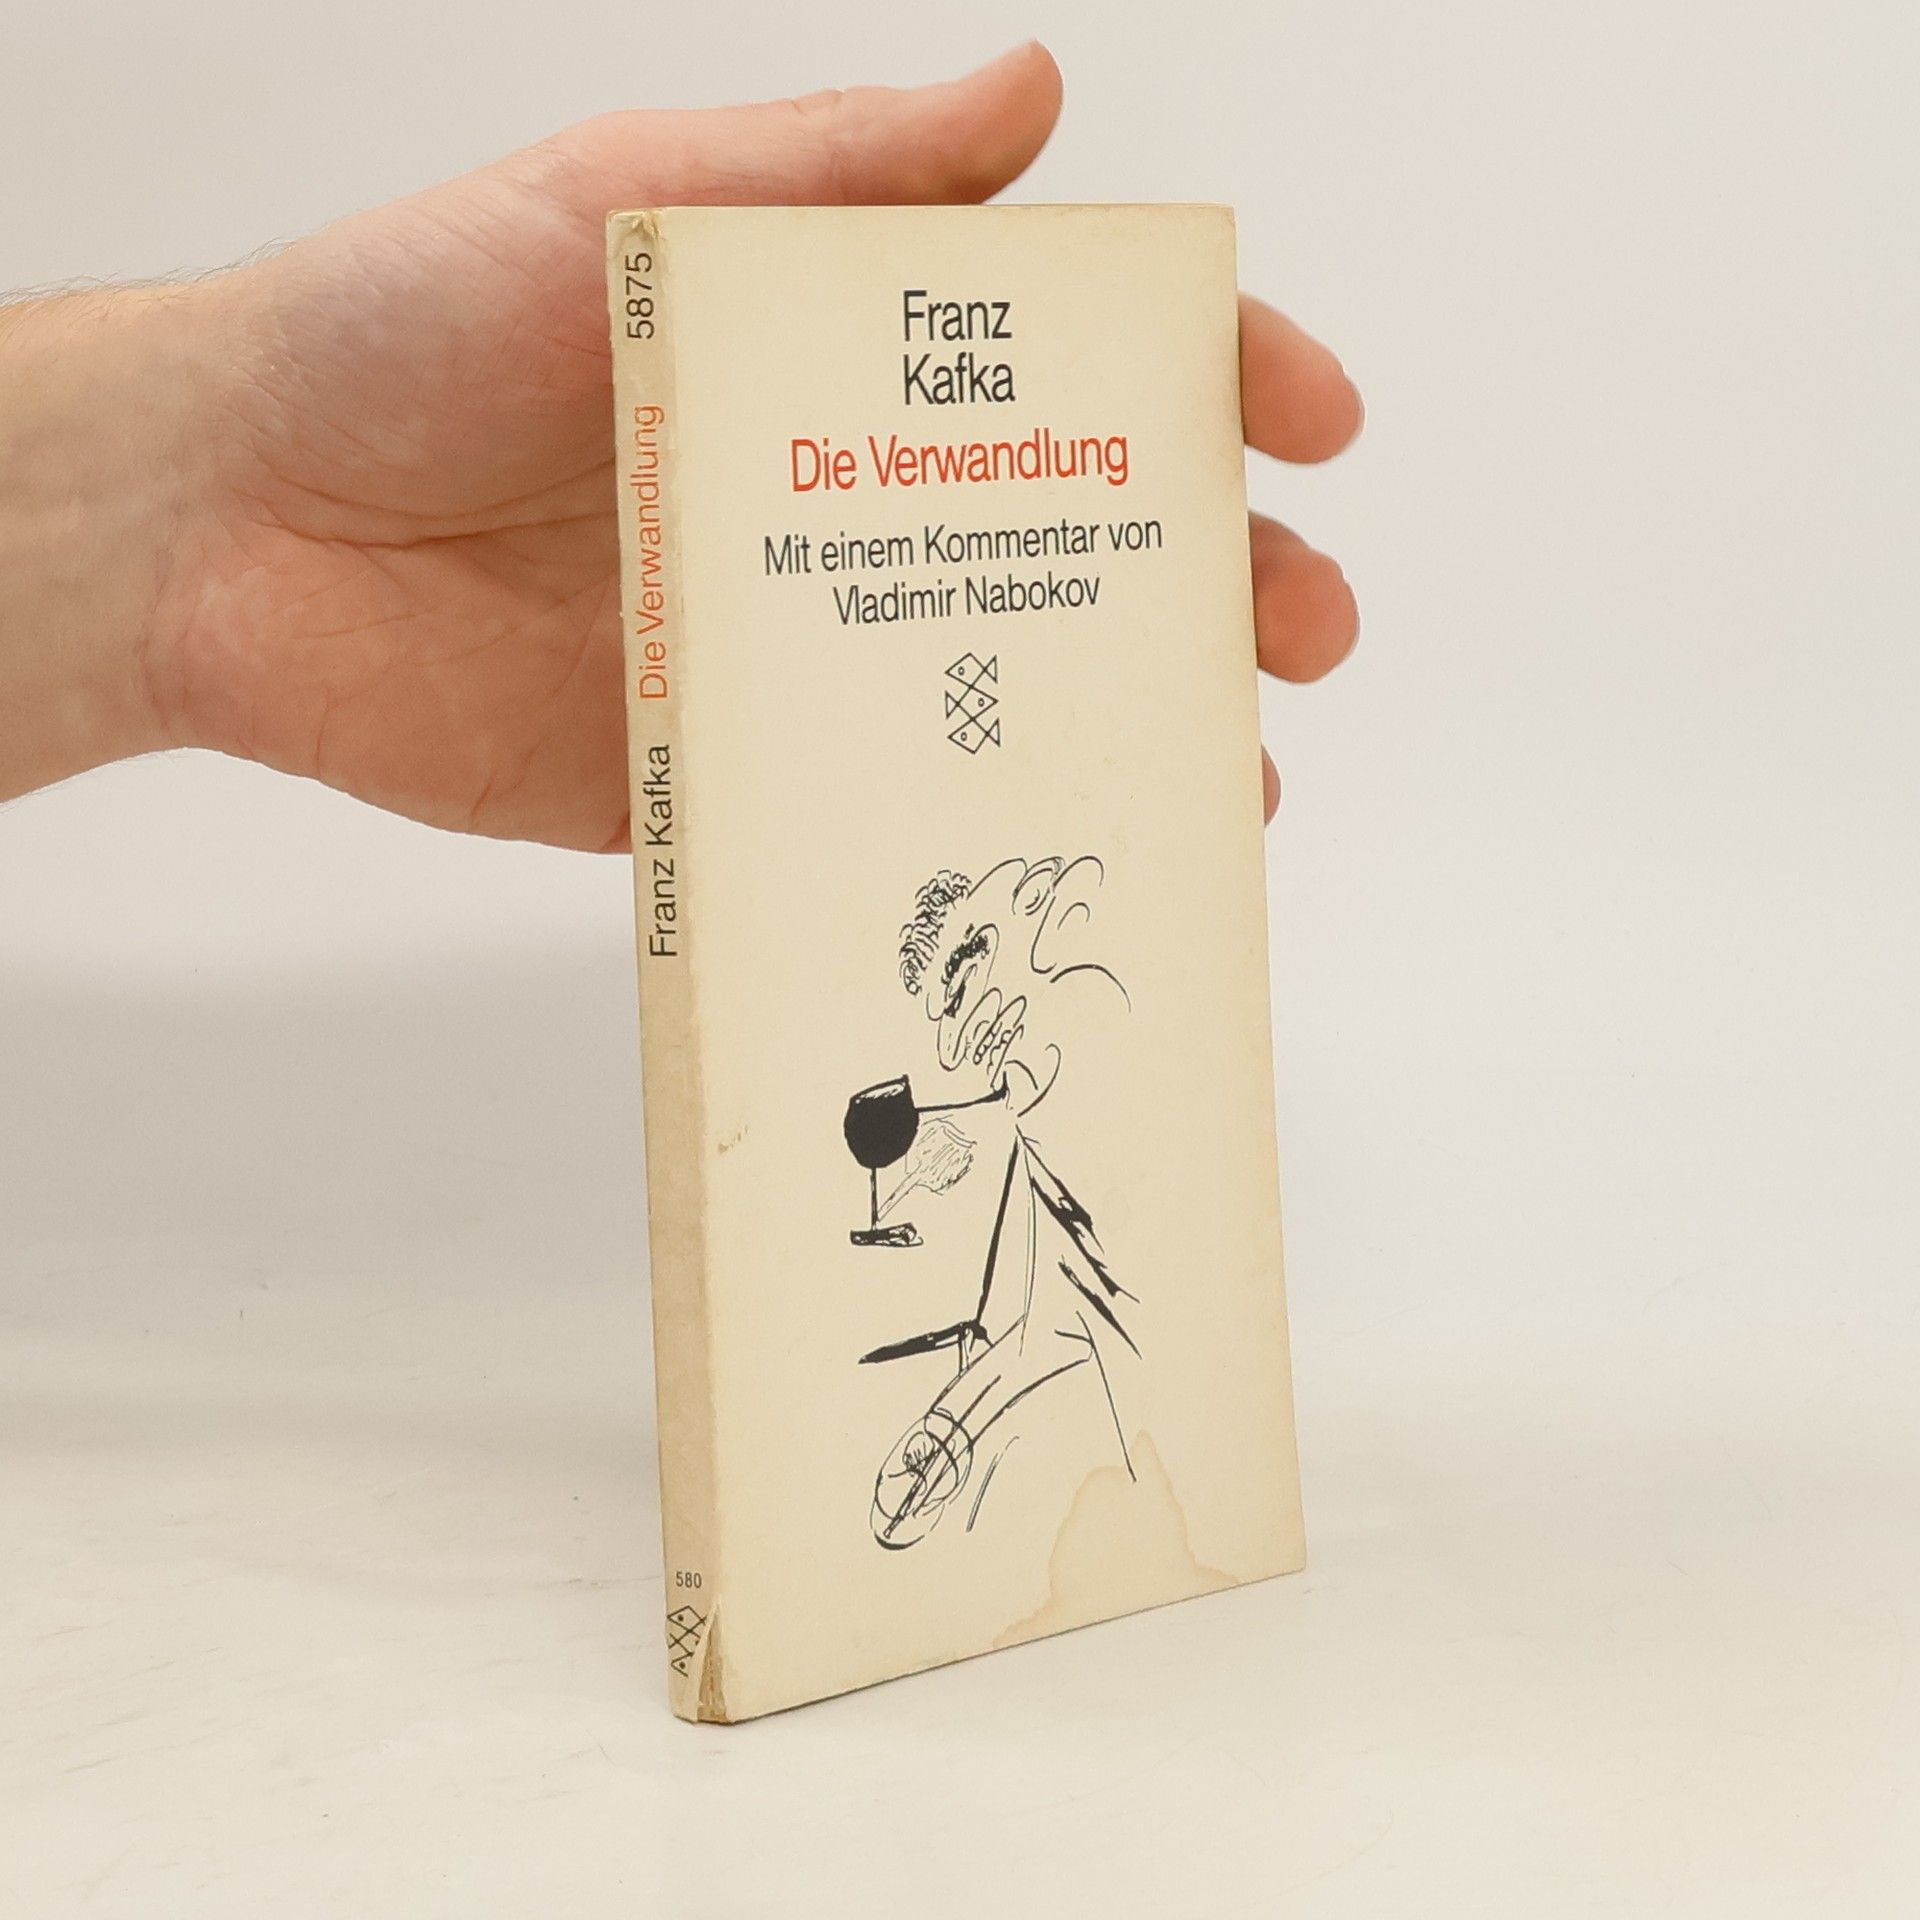 Franz
Kafka
Die Verwandlung
Mit einem Kommentar von
Vladimir Nabokov
Franz Kafka Die Verwandlung 5875
580